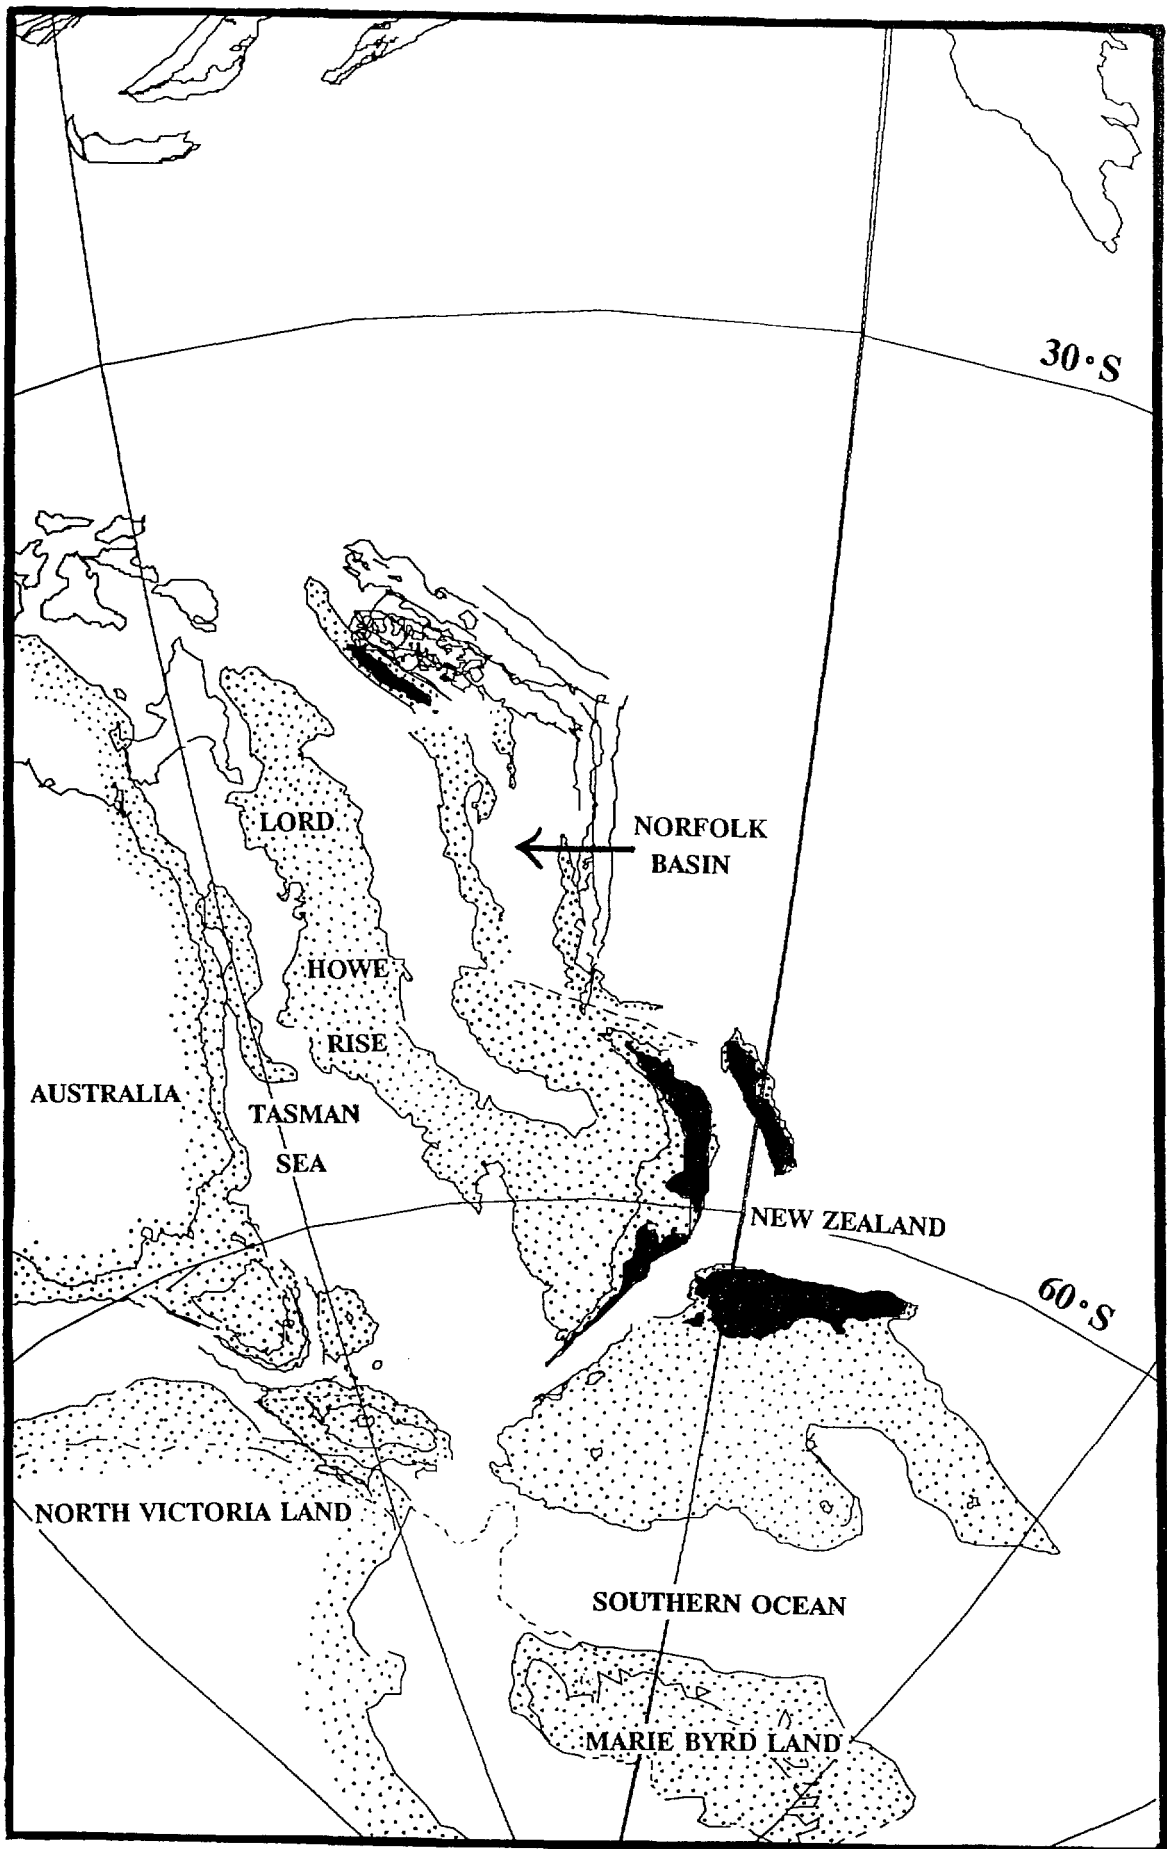 30°S
LORD
NORFOLK
BASIN
HOWE
RISE
AUSTRALIA
TASMAN
SEA
NEW ZEALAND
60°S
NORTH VICTORIA LAND
SOUTHERN OCEAN
MARIE BYRD LAND